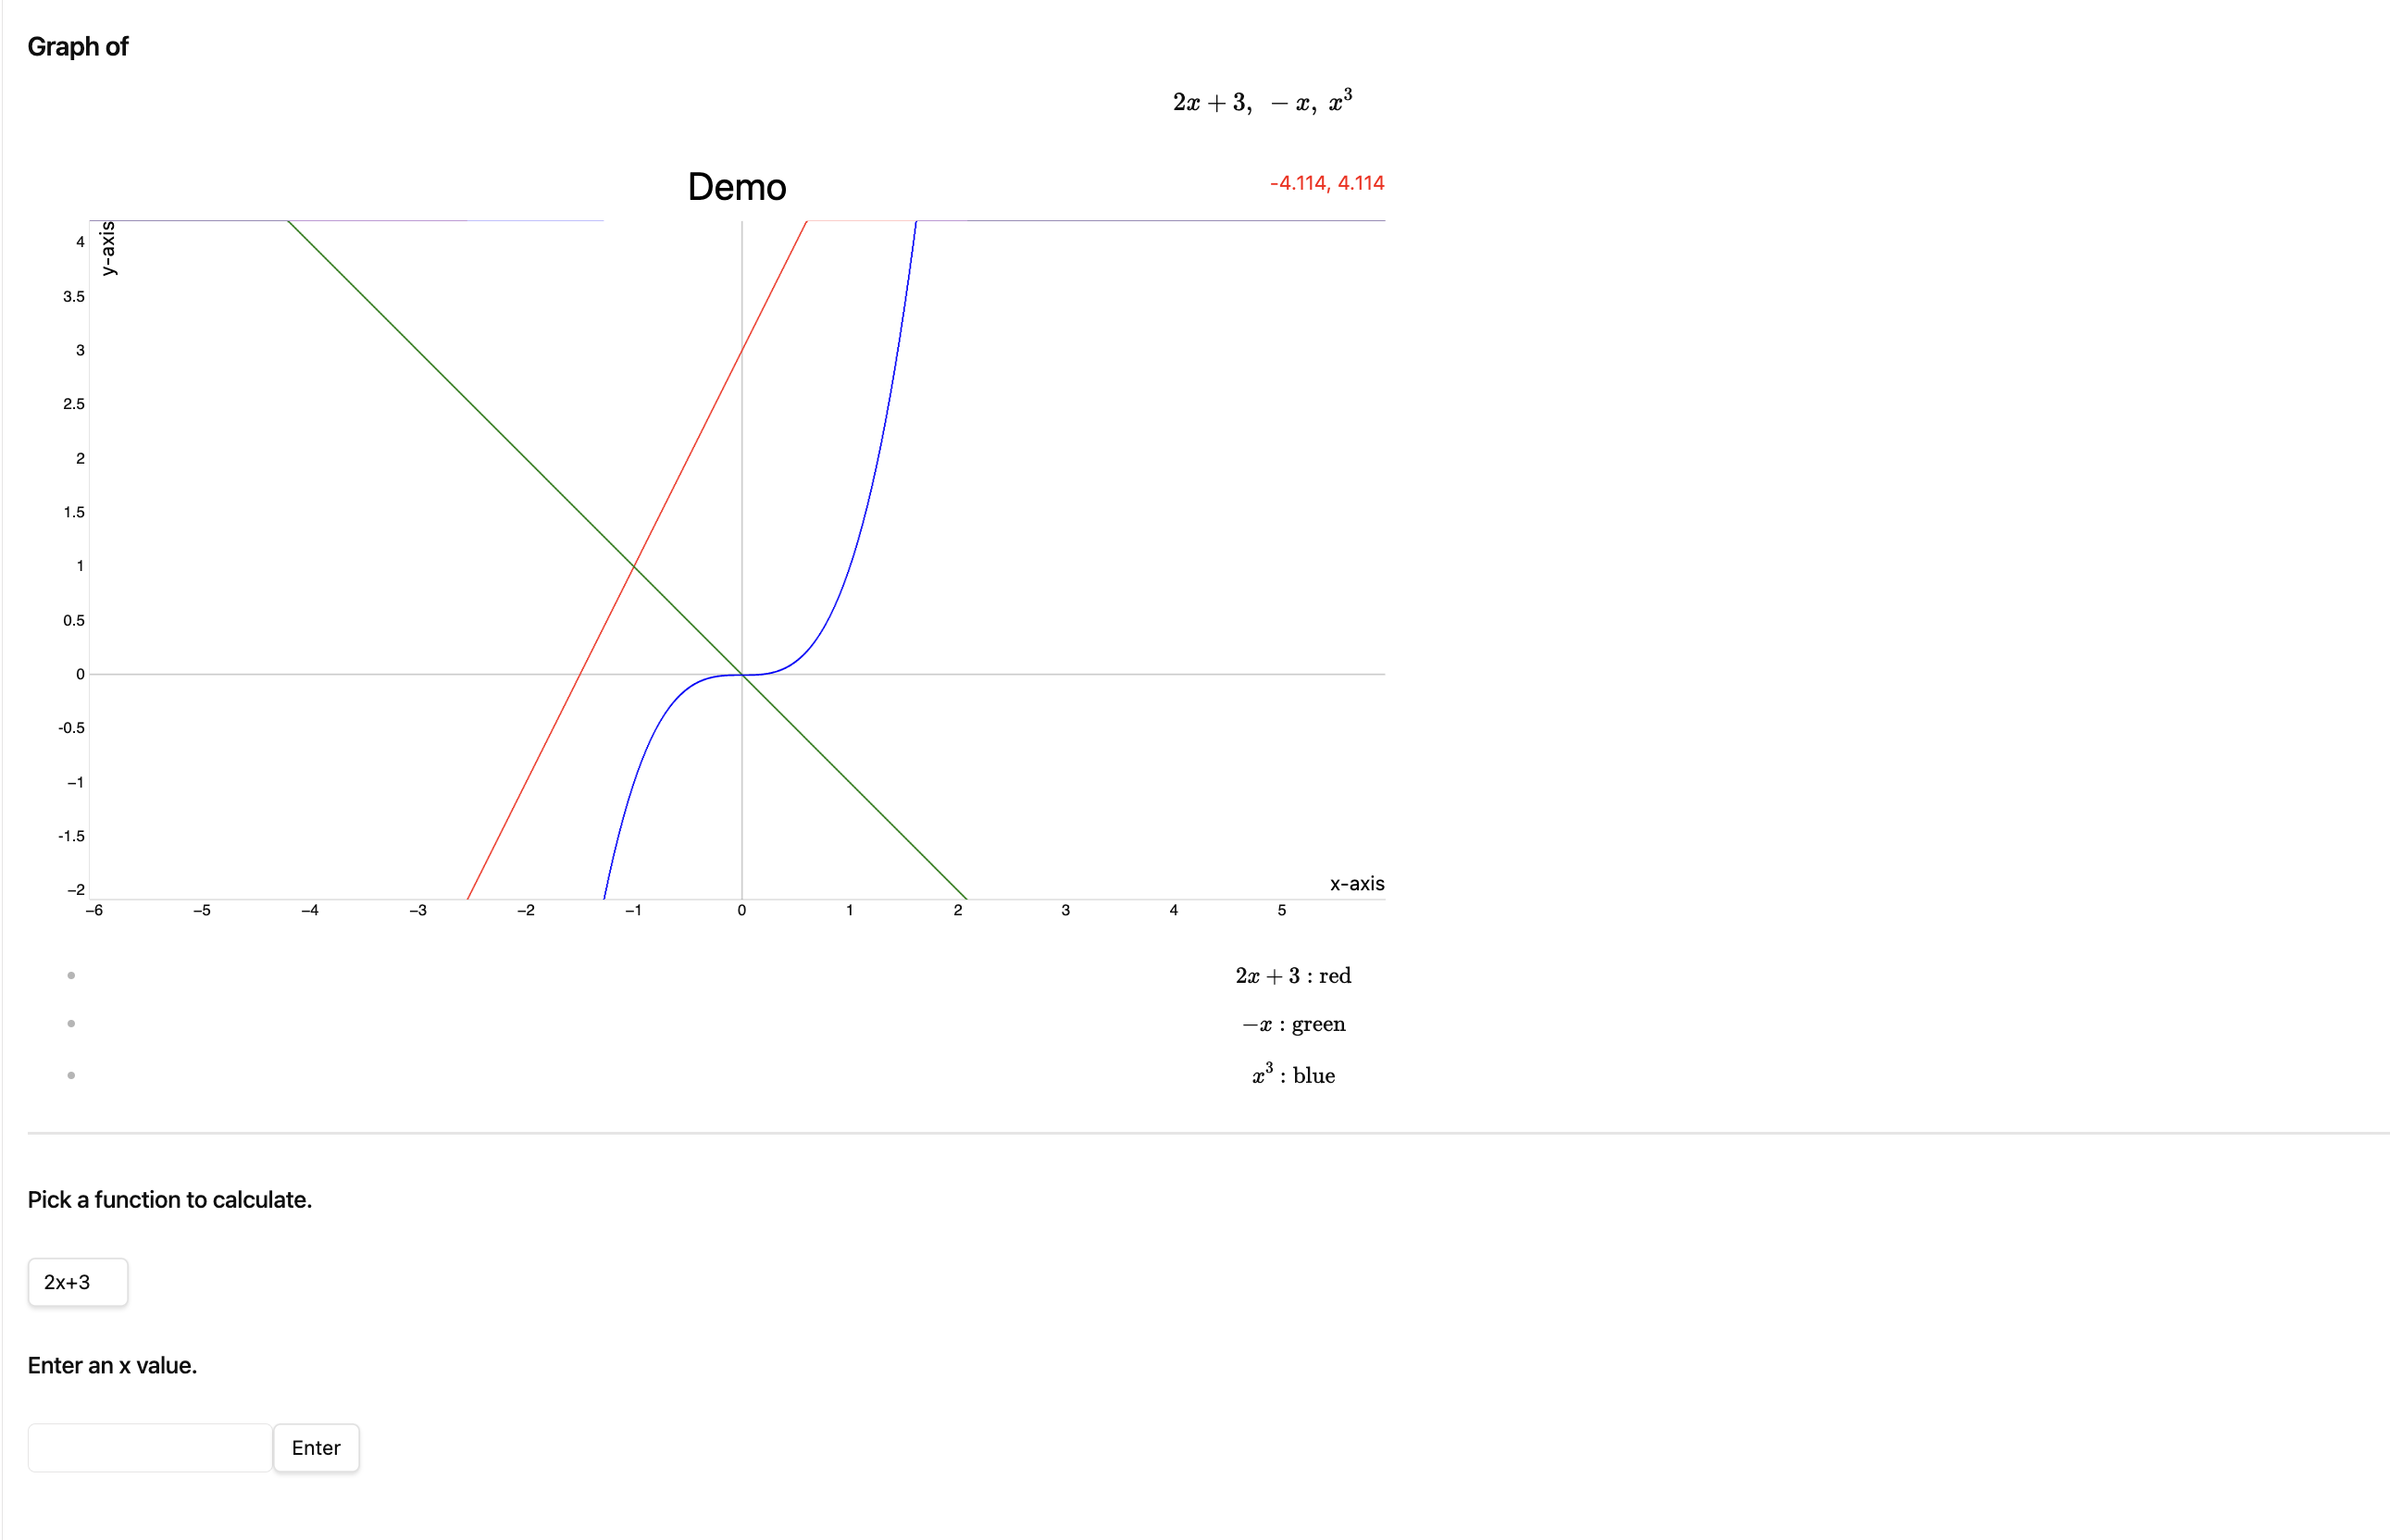 Graph of
2x + 3, − x, x³
Demo
-4.114, 4.114
y-axis
4
3.5
3
2.5
2
1.5
1
0.5
0
-0.5
−1
-1.5
−2
x-axis
−6 −5 −4 −3 −2 −1 0 1 2 3 4 5
2x + 3 : red
−x : green
x³ : blue
Pick a function to calculate.
2x+3
Enter an x value.
Enter